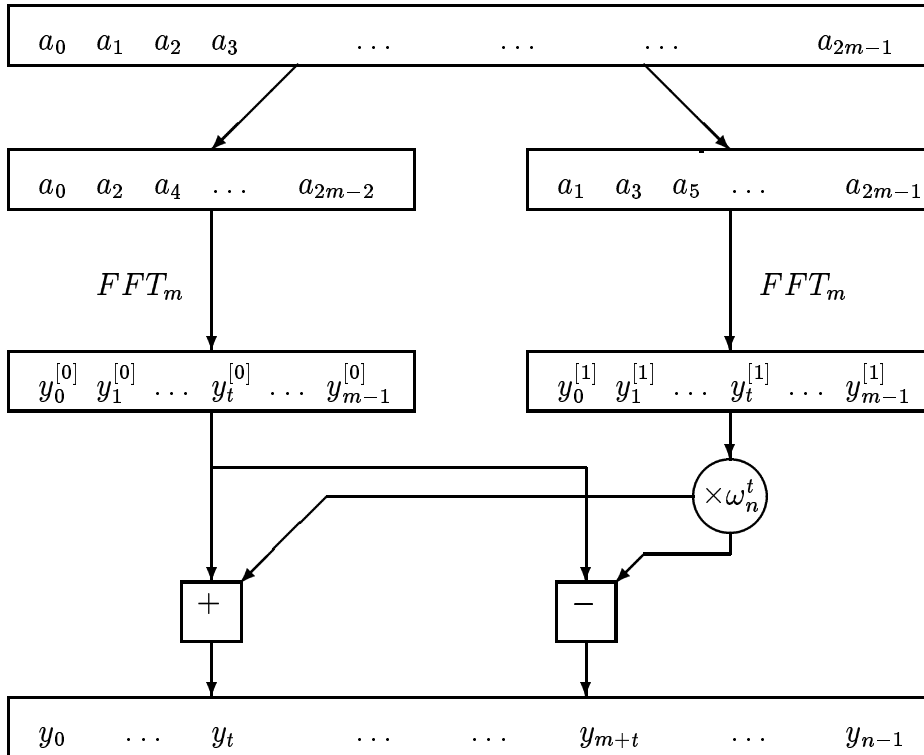 a_0 a_1 a_2 a_3 ... ... ... a_{2m-1}
a_0 a_2 a_4 ... a_{2m-2} a_1 a_3 a_5 ... a_{2m-1}
FFT_m FFT_m
y_0^{[0]} y_1^{[0]} ... y_t^{[0]} ... y_{m-1}^{[0]} y_0^{[1]} y_1^{[1]} ... y_t^{[1]} ... y_{m-1}^{[1]}
×ω_n^t
+ −
y_0 ... y_t ... ... y_{m+t} ... y_{n-1}